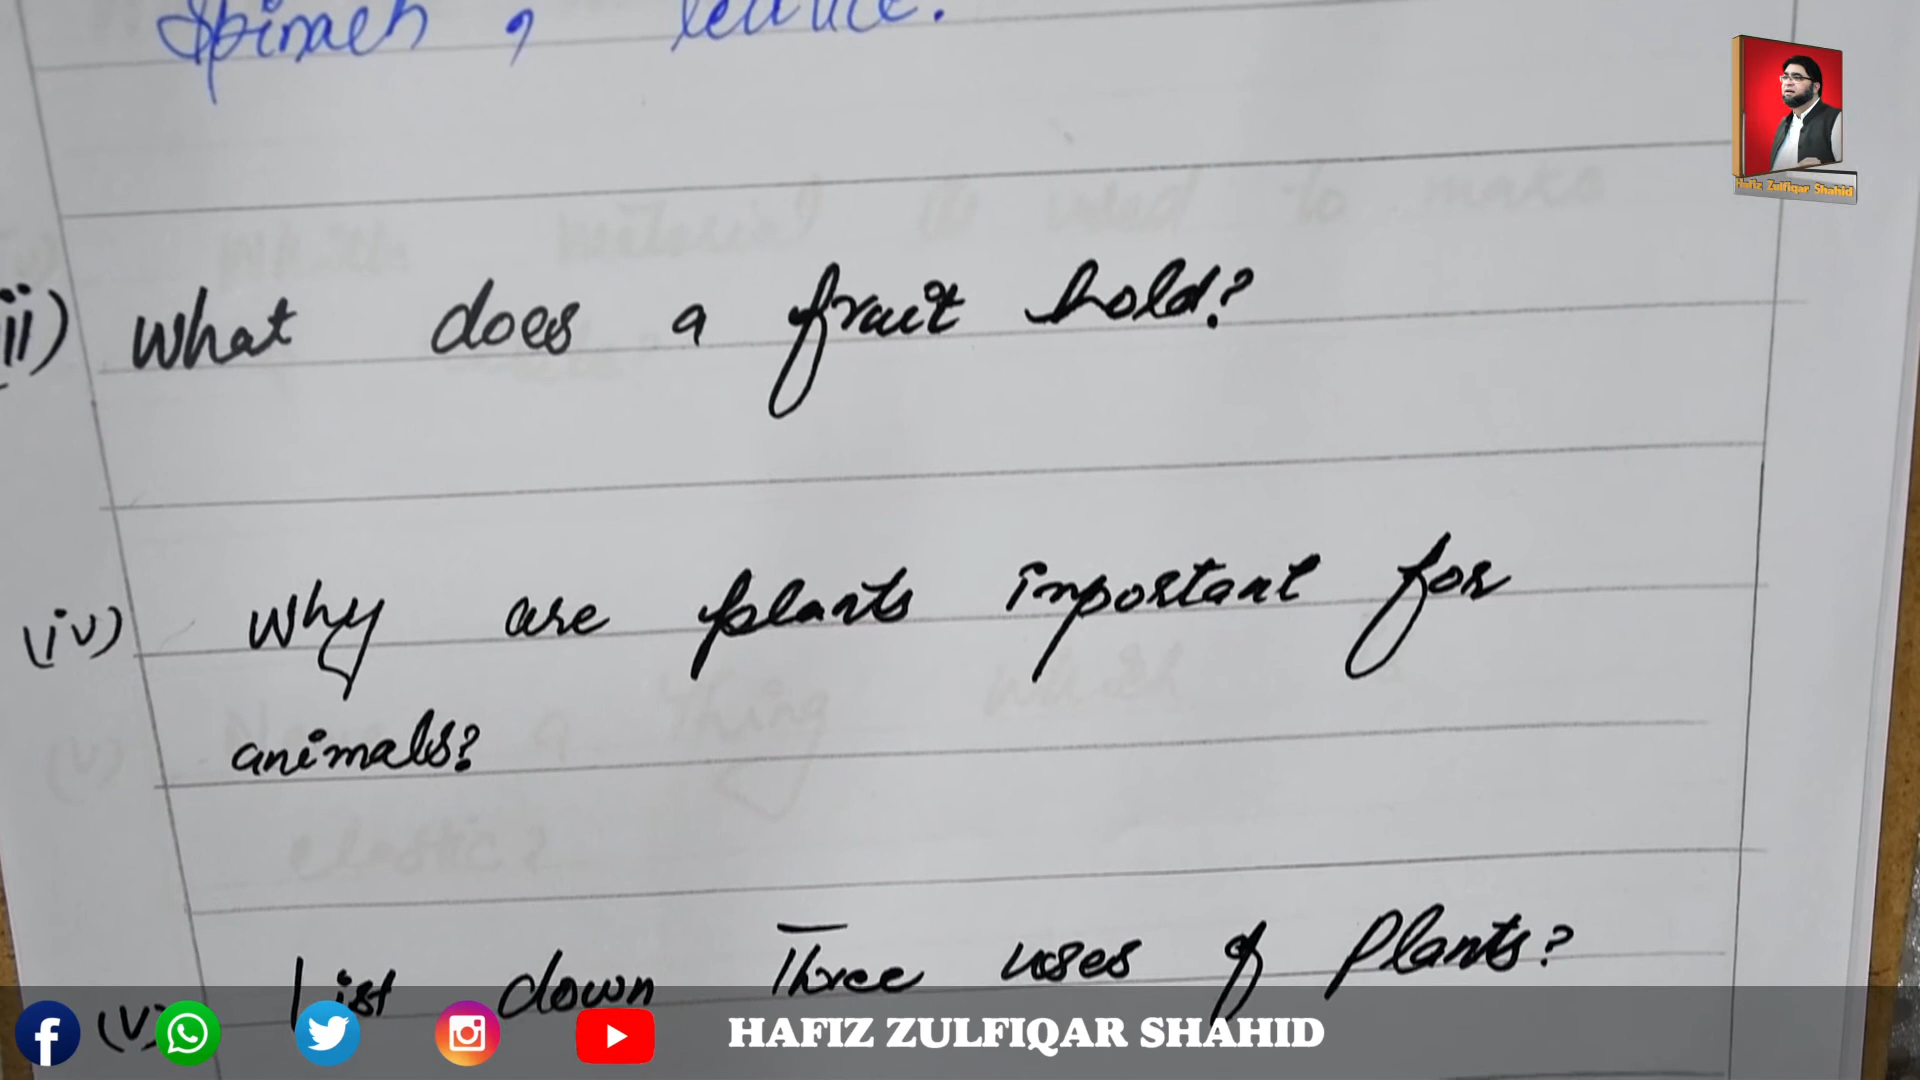 Spinach , lettuce.
ii) What does a fruit hold?
(iv) Why are plants important for
animals?
(v) List down Three uses of Plants?
Hafiz Zulfiqar Shahid
HAFIZ ZULFIQAR SHAHID